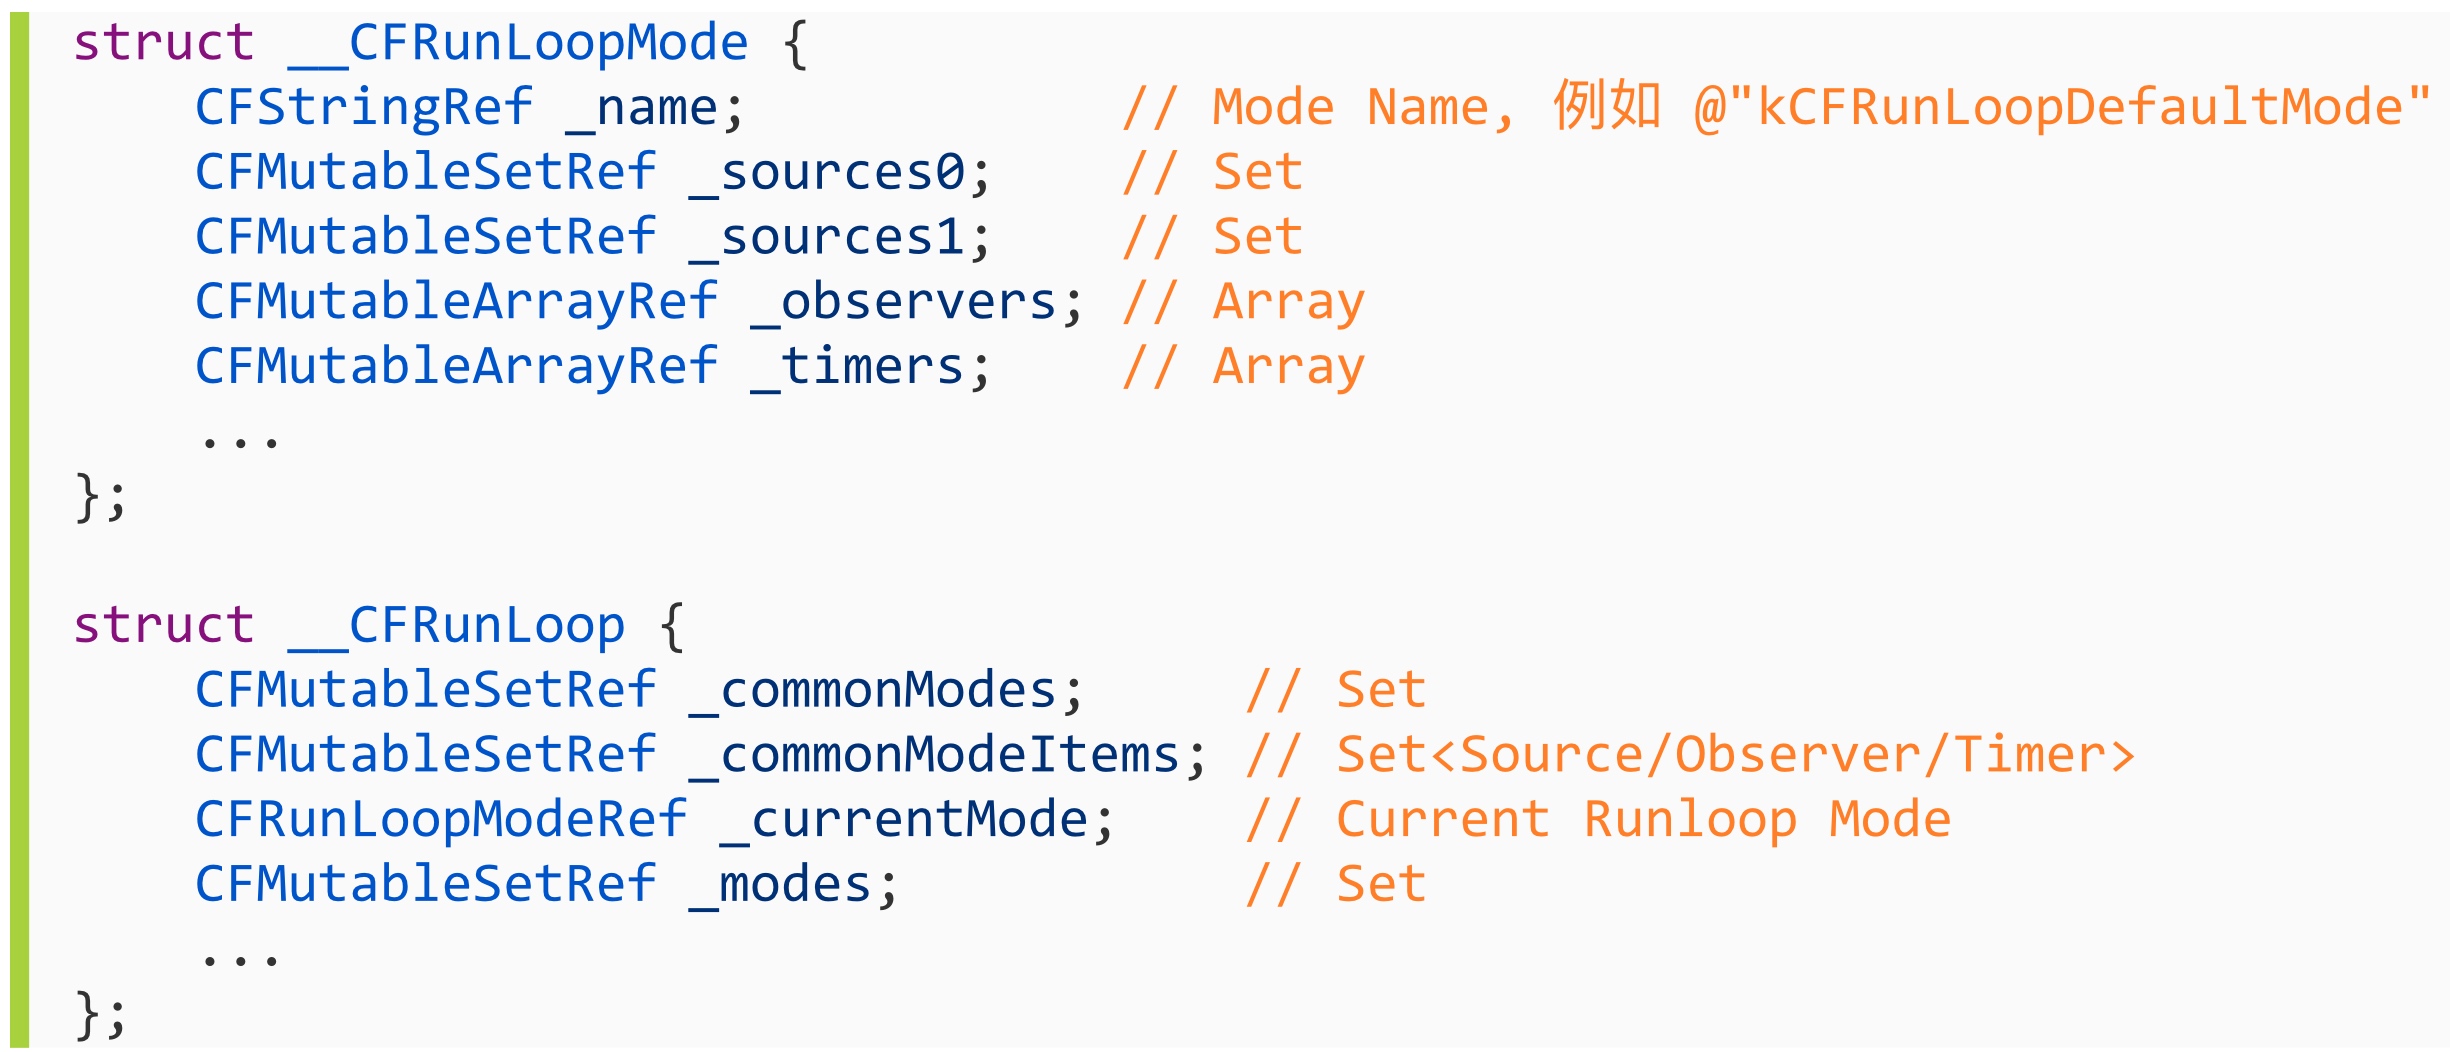 struct __CFRunLoopMode {
    CFStringRef _name;            // Mode Name, 例如 @"kCFRunLoopDefaultMode"
    CFMutableSetRef _sources0;    // Set
    CFMutableSetRef _sources1;    // Set
    CFMutableArrayRef _observers; // Array
    CFMutableArrayRef _timers;    // Array
    ...
};

struct __CFRunLoop {
    CFMutableSetRef _commonModes;     // Set
    CFMutableSetRef _commonModeItems; // Set<Source/Observer/Timer>
    CFRunLoopModeRef _currentMode;    // Current Runloop Mode
    CFMutableSetRef _modes;           // Set
    ...
};